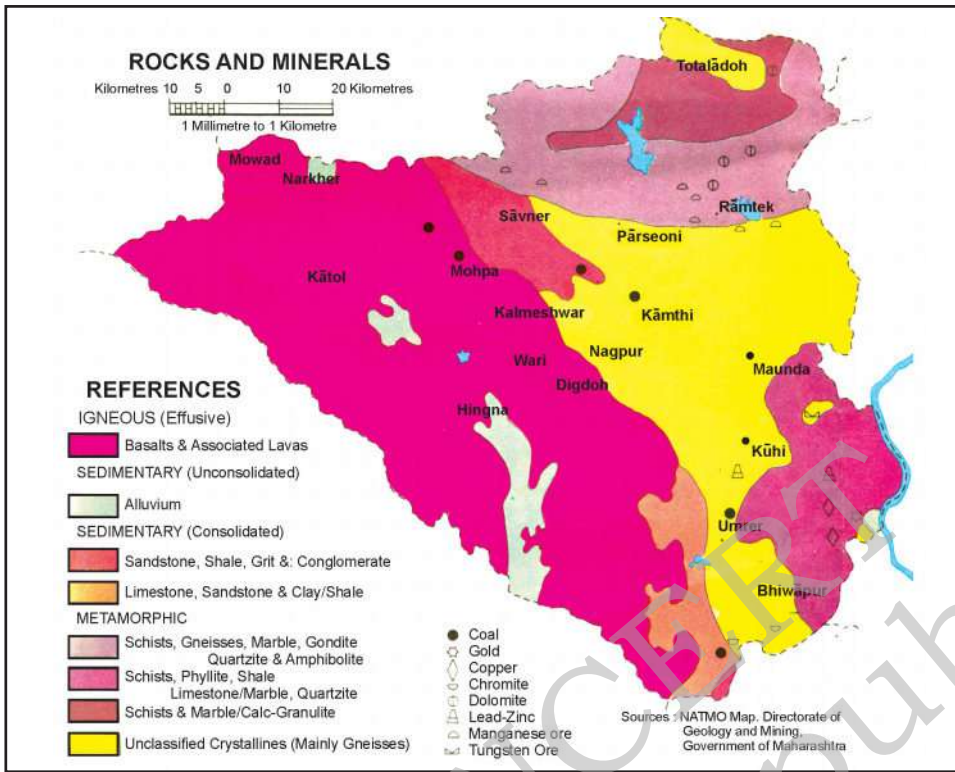 ROCKS AND MINERALS
Kilometres
20 Kilometres
10 5 0 10
1 Millimetre to 1 Kilometre
Totalādoh
Mowad
Narkher
Rāmtek
Sāvner
Pārseoni
Mohpa
Kātol
Kāmthi
Kalmeshwar
Nagpur
Wari
Maunda
Digdoh
Hingna
Kūhi
Umrer
Bhiwāpur
REFERENCES
IGNEOUS (Effusive)
Basalts & Associated Lavas
SEDIMENTARY (Unconsolidated)
Alluvium
SEDIMENTARY (Consolidated)
Sandstone, Shale, Grit &: Conglomerate
Limestone, Sandstone & Clay/Shale
METAMORPHIC
Schists, Gneisses, Marble, Gondite
Quartzite & Amphibolite
Schists, Phyllite, Shale
Limestone/Marble, Quartzite
Schists & Marble/Calc-Granulite
Unclassified Crystallines (Mainly Gneisses)
Coal
Gold
Copper
Chromite
Dolomite
Lead-Zinc
Manganese ore
Tungsten Ore
Sources : NATMO Map. Directorate of
Geology and Mining,
Government of Maharashtra
NCERT